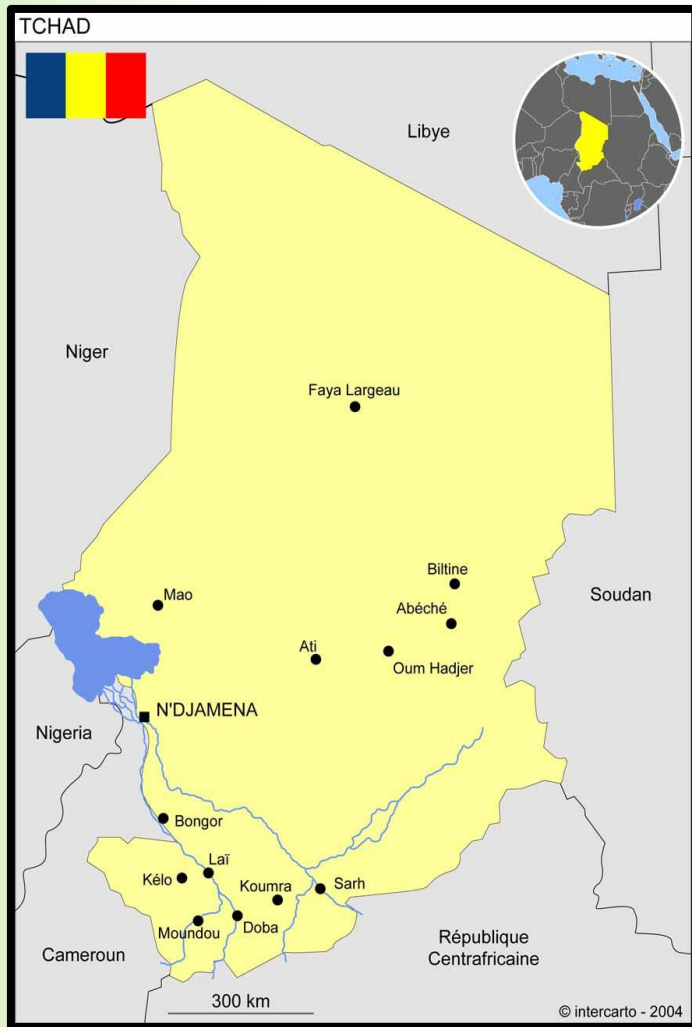 TCHAD
Libye
Niger
Faya Largeau
Biltine
Soudan
Mao
Abéché
Ati
Oum Hadjer
N'DJAMENA
Nigeria
Bongor
Laï
Kélo
Koumra
Sarh
Moundou
Doba
Cameroun
République
Centrafricaine
300 km
© intercarto - 2004